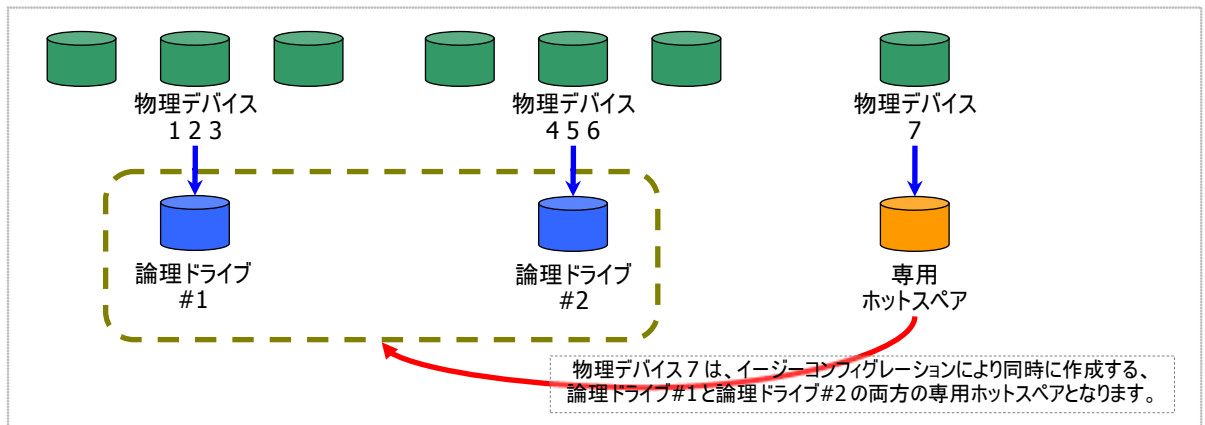 物理デバイス
1 2 3
物理デバイス
4 5 6
物理デバイス
7
論理ドライブ
#1
論理ドライブ
#2
専用
ホットスペア
物理デバイス7は、イージーコンフィグレーションにより同時に作成する、
論理ドライブ#1と論理ドライブ#2の両方の専用ホットスペアとなります。